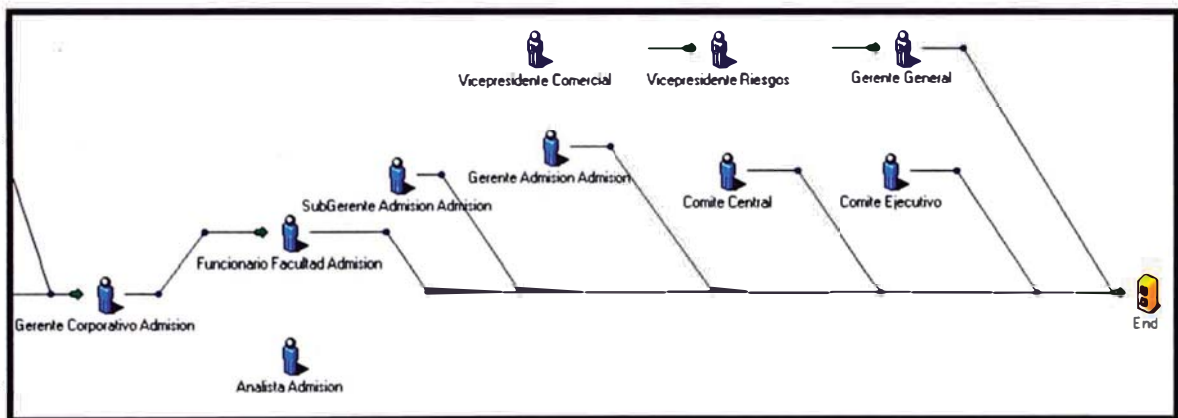 Vicepresidente Comercial
Vicepresidente Riesgos
Gerente General
SubGerente Admision Admision
Gerente Admision Admision
Comite Central
Comite Ejecutivo
Funcionario Facultad Admision
Gerente Corporativo Admision
End
Analista Admision